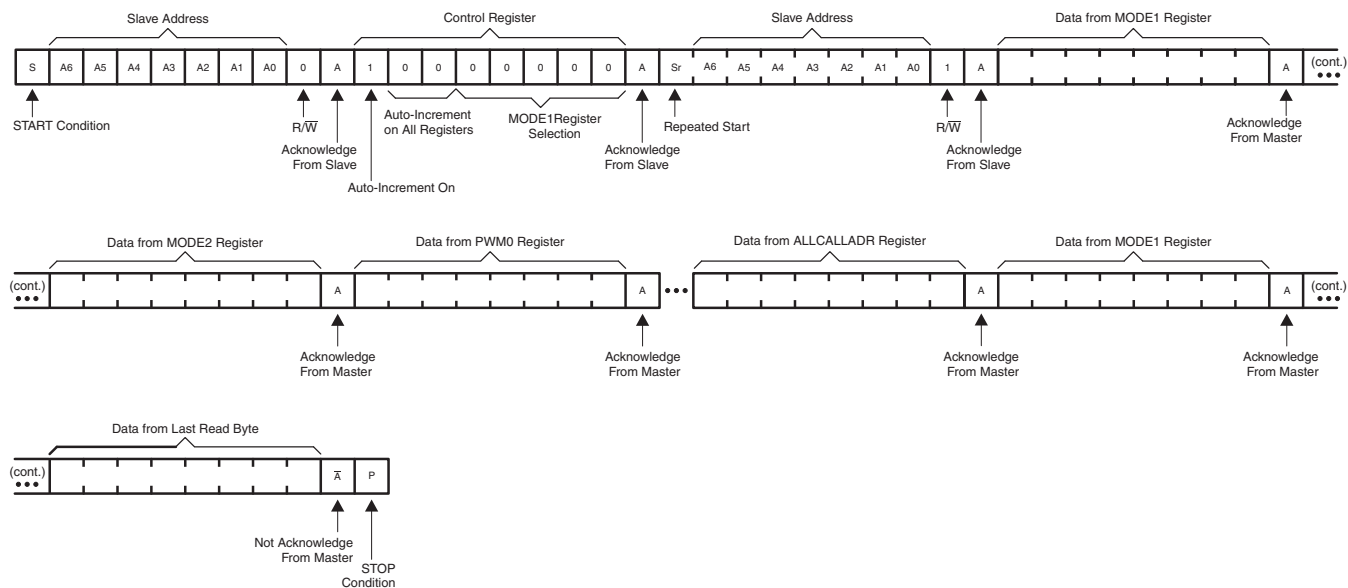 Slave Address
Control Register
Slave Address
Data from MODE1 Register
S A6 A5 A4 A3 A2 A1 A0 0 A 1 0 0 0 0 0 0 0 A Sr A6 A5 A4 A3 A2 A1 A0 1 A A (cont.)
•••
START Condition
R/W̅
Acknowledge
From Slave
Auto-Increment On
Auto-Increment
on All Registers
MODE1Register
Selection
Acknowledge
From Slave
Repeated Start
R/W̅
Acknowledge
From Slave
Acknowledge
From Master
Data from MODE2 Register
Data from PWM0 Register
Data from ALLCALLADR Register
Data from MODE1 Register
(cont.)
•••
A A ••• A A (cont.)
•••
Acknowledge
From Master
Acknowledge
From Master
Acknowledge
From Master
Acknowledge
From Master
Data from Last Read Byte
(cont.)
•••
A̅ P
Not Acknowledge
From Master
STOP
Condition